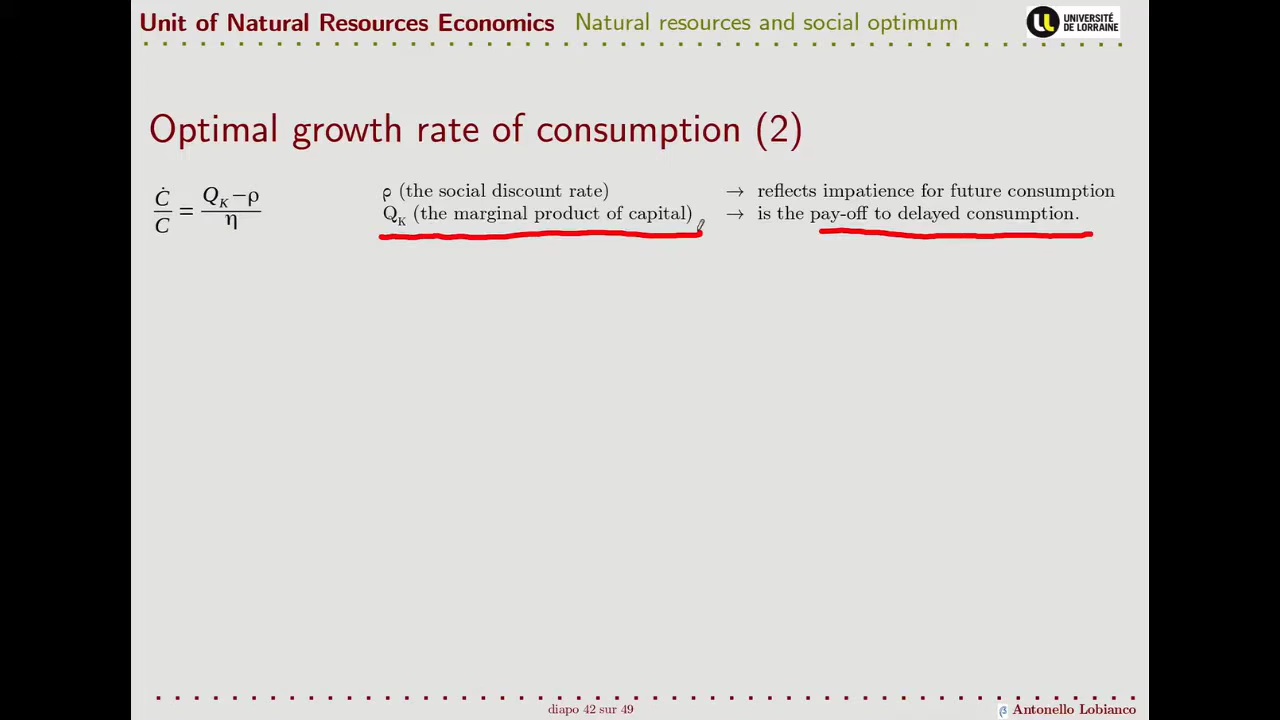 Unit of Natural Resources Economics Natural resources and social optimum
UNIVERSITÉ
DE LORRAINE
Optimal growth rate of consumption (2)
Ċ/C = (Q_K − ρ)/η
ρ (the social discount rate) → reflects impatience for future consumption
Q_K (the marginal product of capital) → is the pay-off to delayed consumption.
diapo 42 sur 49
β Antonello Lobianco